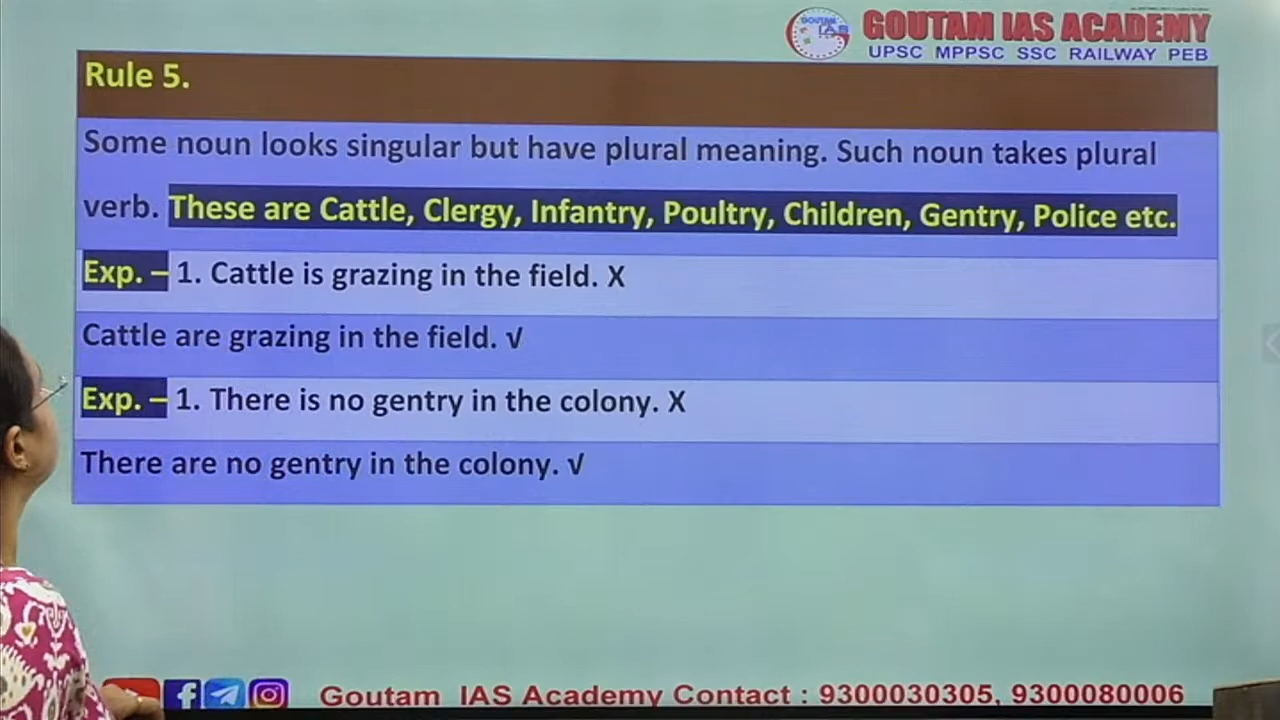 GOUTAM IAS ACADEMY
UPSC MPPSC SSC RAILWAY PEB
Rule 5.
Some noun looks singular but have plural meaning. Such noun takes plural
verb. These are Cattle, Clergy, Infantry, Poultry, Children, Gentry, Police etc.
Exp. – 1. Cattle is grazing in the field. X
Cattle are grazing in the field. √
Exp. – 1. There is no gentry in the colony. X
There are no gentry in the colony. √
Goutam IAS Academy Contact : 9300030305, 9300080006